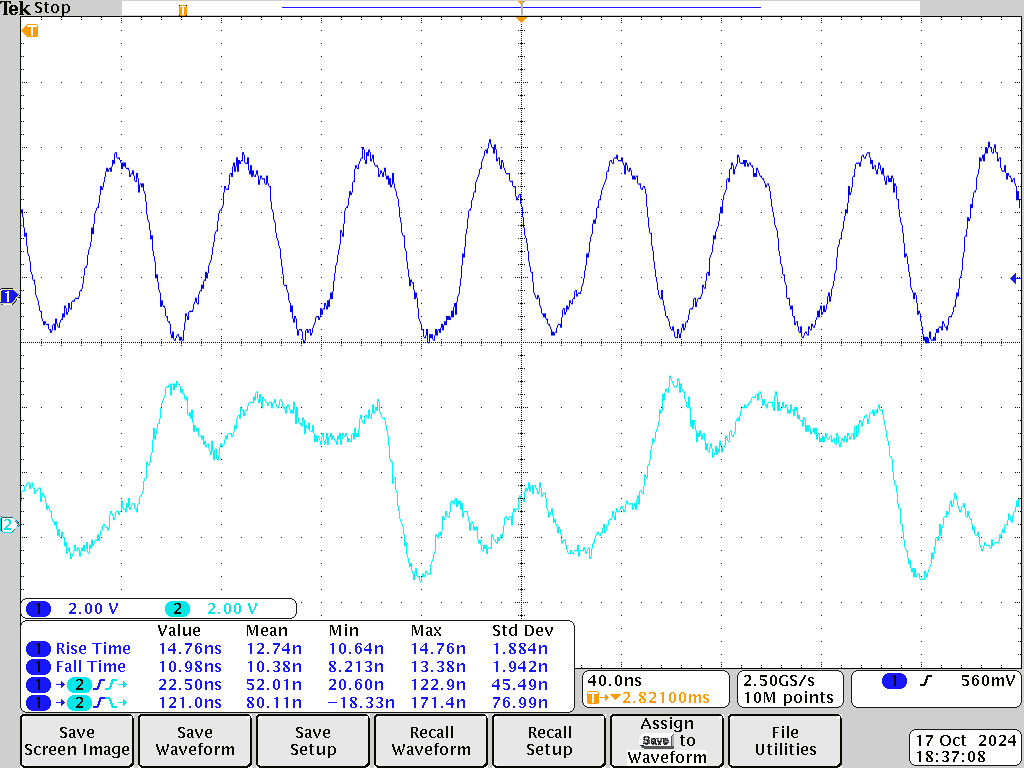 Tek Stop
T
T
1
2
1 2.00 V 2 2.00 V
Value Mean Min Max Std Dev
1 Rise Time 14.76ns 12.74n 10.64n 14.76n 1.884n
1 Fall Time 10.98ns 10.38n 8.213n 13.38n 1.942n
1 → 2 22.50ns 52.01n 20.60n 122.9n 45.49n
1 → 2 121.0ns 80.11n −18.33n 171.4n 76.99n
40.0ns
T→▼2.82100ms
2.50GS/s
10M points
1 560mV
Save
Screen Image
Save
Waveform
Save
Setup
Recall
Waveform
Recall
Setup
Assign
Save to
Waveform
File
Utilities
17 Oct 2024
18:37:08